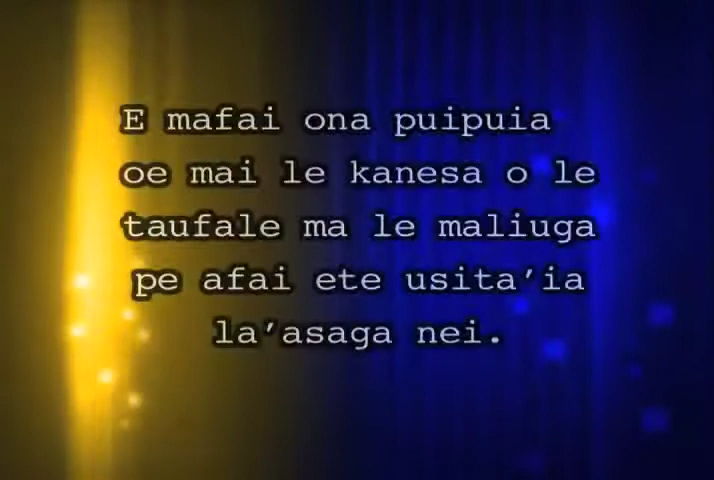 E mafai ona puipuia
oe mai le kanesa o le
taufale ma le maliuga
pe afai ete usita’ia
la’asaga nei.